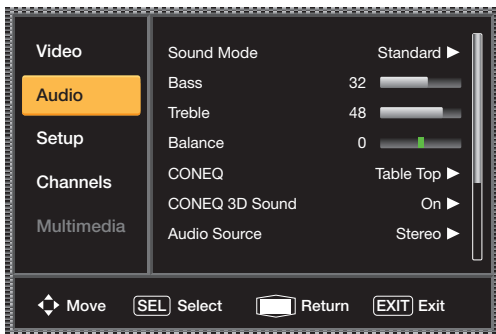 Video
Audio
Setup
Channels
Multimedia
Sound Mode Standard
Bass 32
Treble 48
Balance 0
CONEQ Table Top
CONEQ 3D Sound On
Audio Source Stereo
Move SEL Select Return EXIT Exit